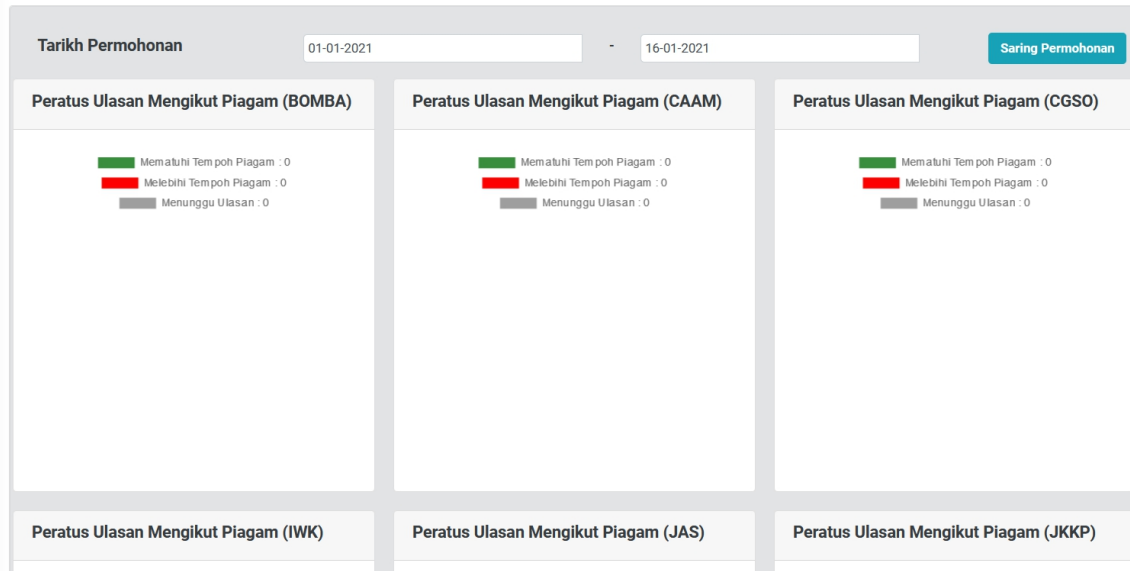 Tarikh Permohonan 01-01-2021 - 16-01-2021 Saring Permohonan
Peratus Ulasan Mengikut Piagam (BOMBA)
Mematuhi Tempoh Piagam : 0
Melebihi Tempoh Piagam : 0
Menunggu Ulasan : 0
Peratus Ulasan Mengikut Piagam (CAAM)
Mematuhi Tempoh Piagam : 0
Melebihi Tempoh Piagam : 0
Menunggu Ulasan : 0
Peratus Ulasan Mengikut Piagam (CGSO)
Mematuhi Tempoh Piagam : 0
Melebihi Tempoh Piagam : 0
Menunggu Ulasan : 0
Peratus Ulasan Mengikut Piagam (IWK)
Peratus Ulasan Mengikut Piagam (JAS)
Peratus Ulasan Mengikut Piagam (JKKP)